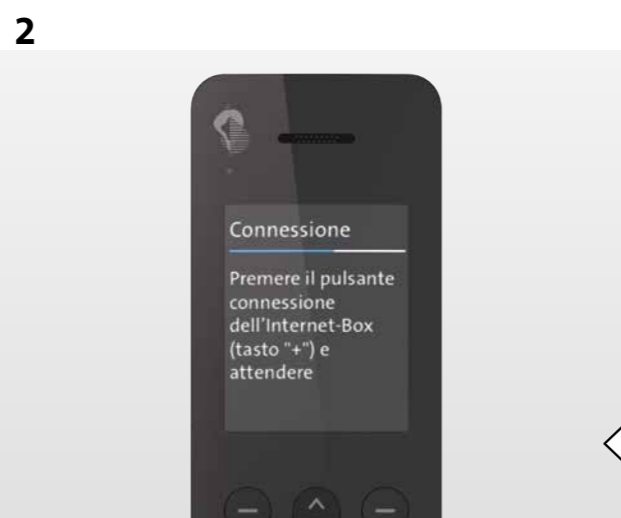 2
Connessione
Premere il pulsante
connessione
dell'Internet-Box
(tasto "+") e
attendere